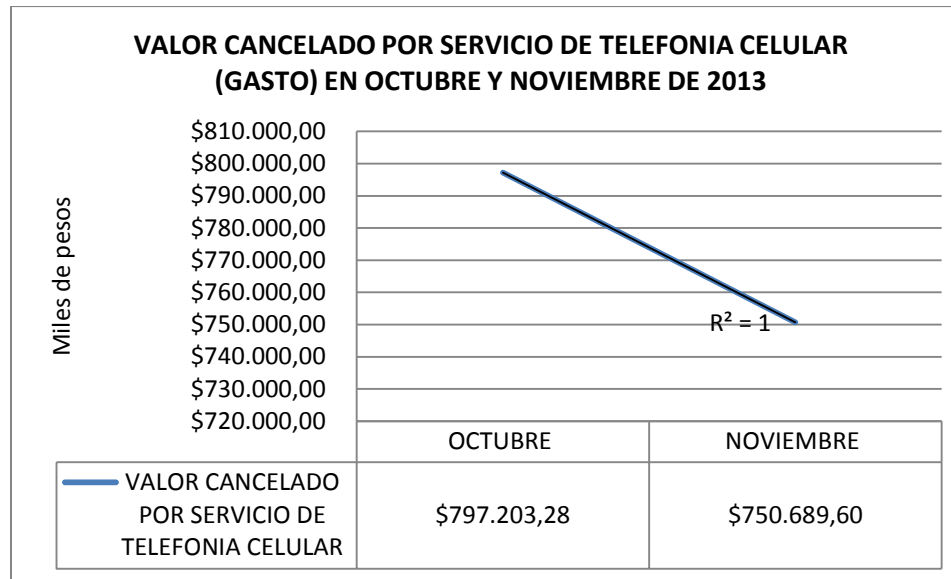 VALOR CANCELADO POR SERVICIO DE TELEFONIA CELULAR
(GASTO) EN OCTUBRE Y NOVIEMBRE DE 2013
Miles de pesos
$810.000,00
$800.000,00
$790.000,00
$780.000,00
$770.000,00
$760.000,00
$750.000,00
$740.000,00
$730.000,00
$720.000,00
R² = 1
OCTUBRE NOVIEMBRE
VALOR CANCELADO
POR SERVICIO DE
TELEFONIA CELULAR
$797.203,28 $750.689,60